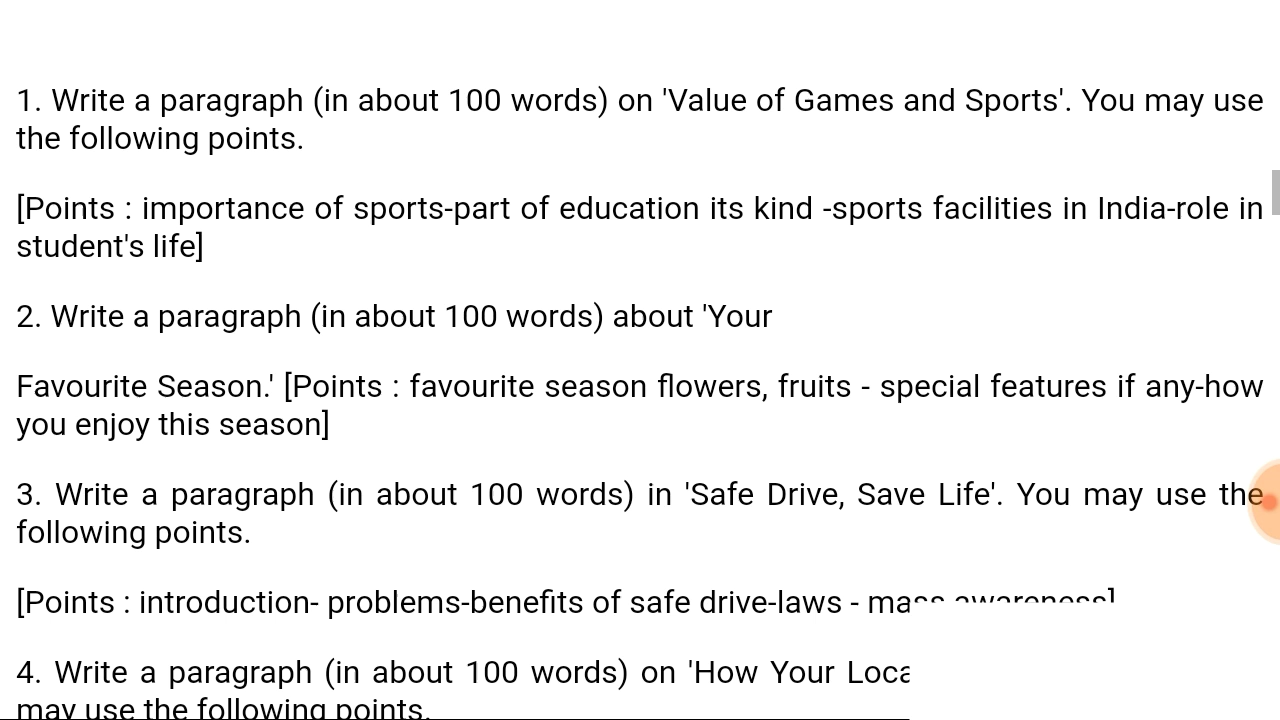 1. Write a paragraph (in about 100 words) on 'Value of Games and Sports'. You may use
the following points.
[Points : importance of sports-part of education its kind -sports facilities in India-role in
student's life]
2. Write a paragraph (in about 100 words) about 'Your
Favourite Season.' [Points : favourite season flowers, fruits - special features if any-how
you enjoy this season]
3. Write a paragraph (in about 100 words) in 'Safe Drive, Save Life'. You may use the
following points.
[Points : introduction- problems-benefits of safe drive-laws - mass awareness]
4. Write a paragraph (in about 100 words) on 'How Your
may use the following points.